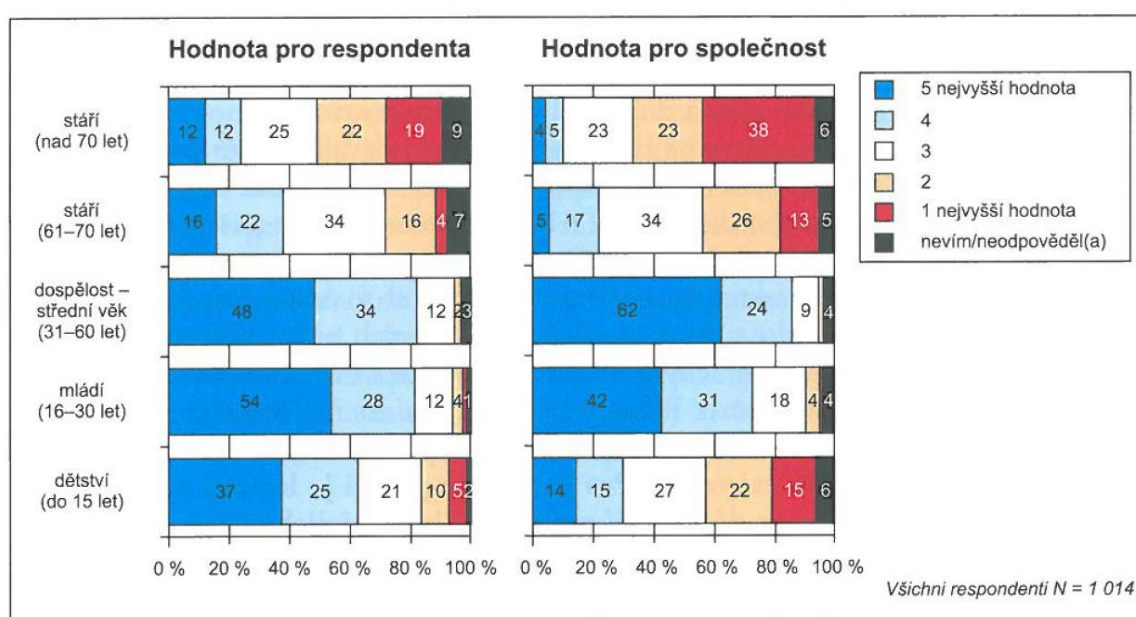 Hodnota pro respondenta
Hodnota pro společnost
5 nejvyšší hodnota
4
3
2
1 nejvyšší hodnota
nevím/neodpověděl(a)
stáří
(nad 70 let)
12 12 25 22 19 9
4 5 23 23 38 6
stáří
(61–70 let)
16 22 34 16 4 7
5 17 34 26 13 5
dospělost –
střední věk
(31–60 let)
48 34 12 2 3
62 24 9 4
mládí
(16–30 let)
54 28 12 4 1
42 31 18 4 4
dětství
(do 15 let)
37 25 21 10 5 2
14 15 27 22 15 6
0 % 20 % 40 % 60 % 80 % 100 %
0 % 20 % 40 % 60 % 80 % 100 %
Všichni respondenti N = 1 014